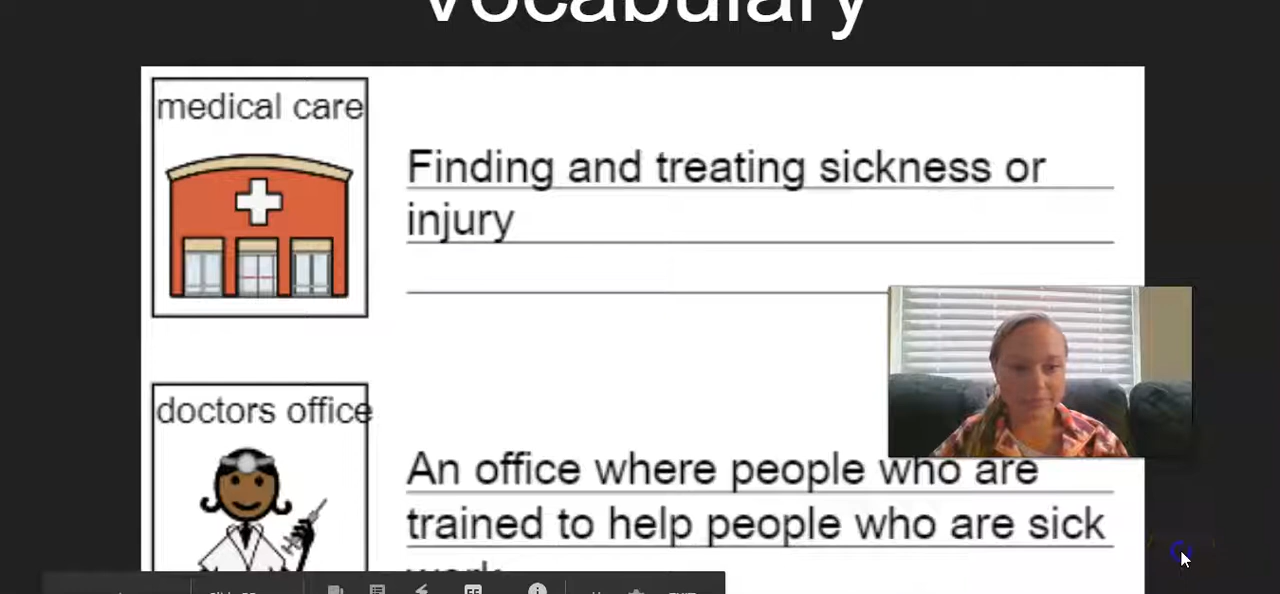 Vocabulary
medical care
Finding and treating sickness or
injury
doctors office
An office where people who are
trained to help people who are sick
work